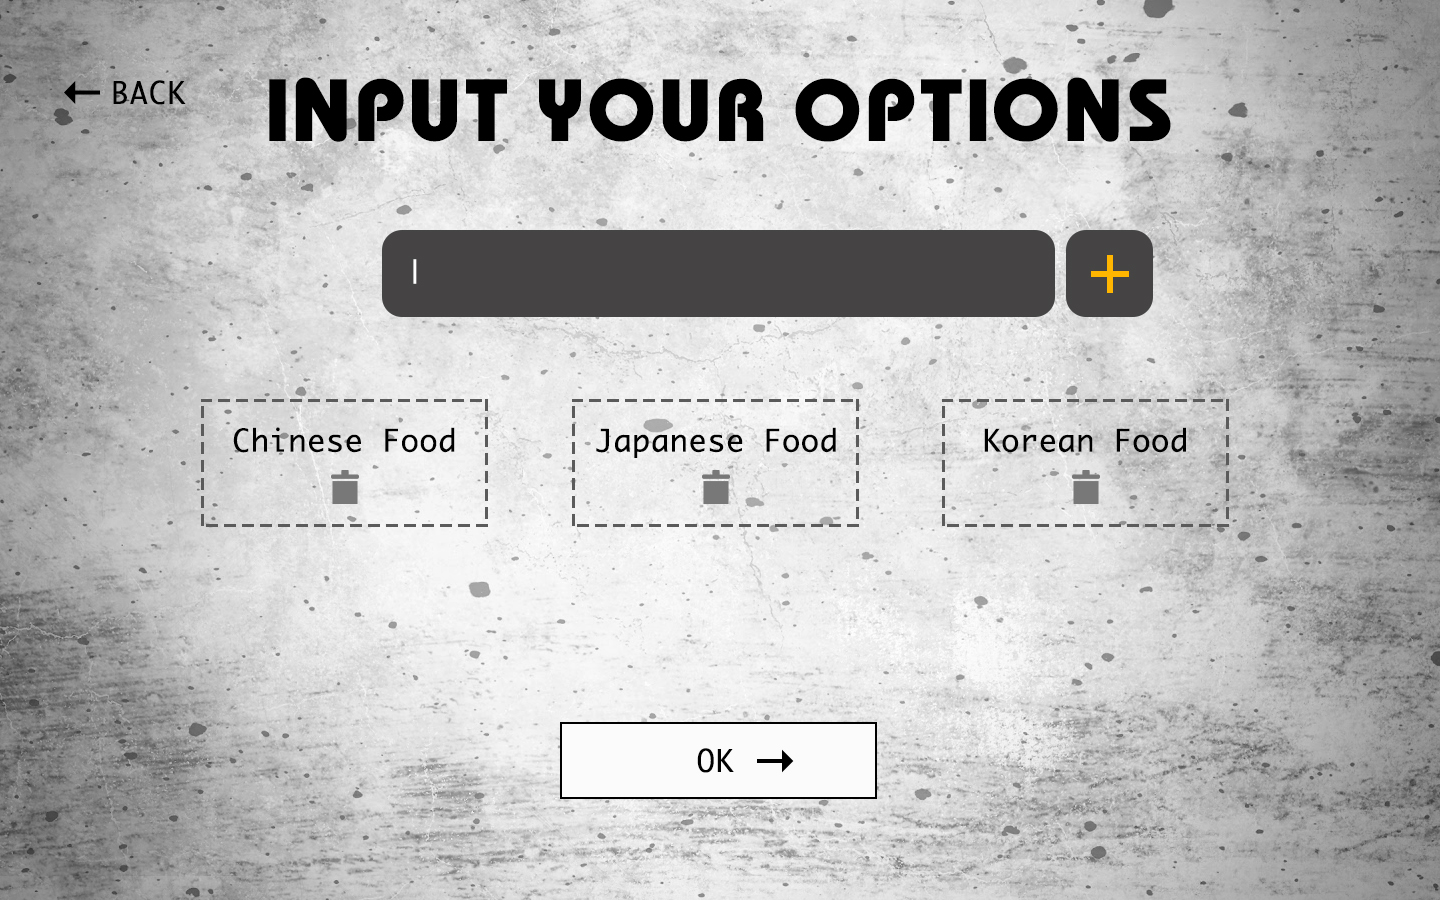 ← BACK
INPUT YOUR OPTIONS
Chinese Food
Japanese Food
Korean Food
OK →